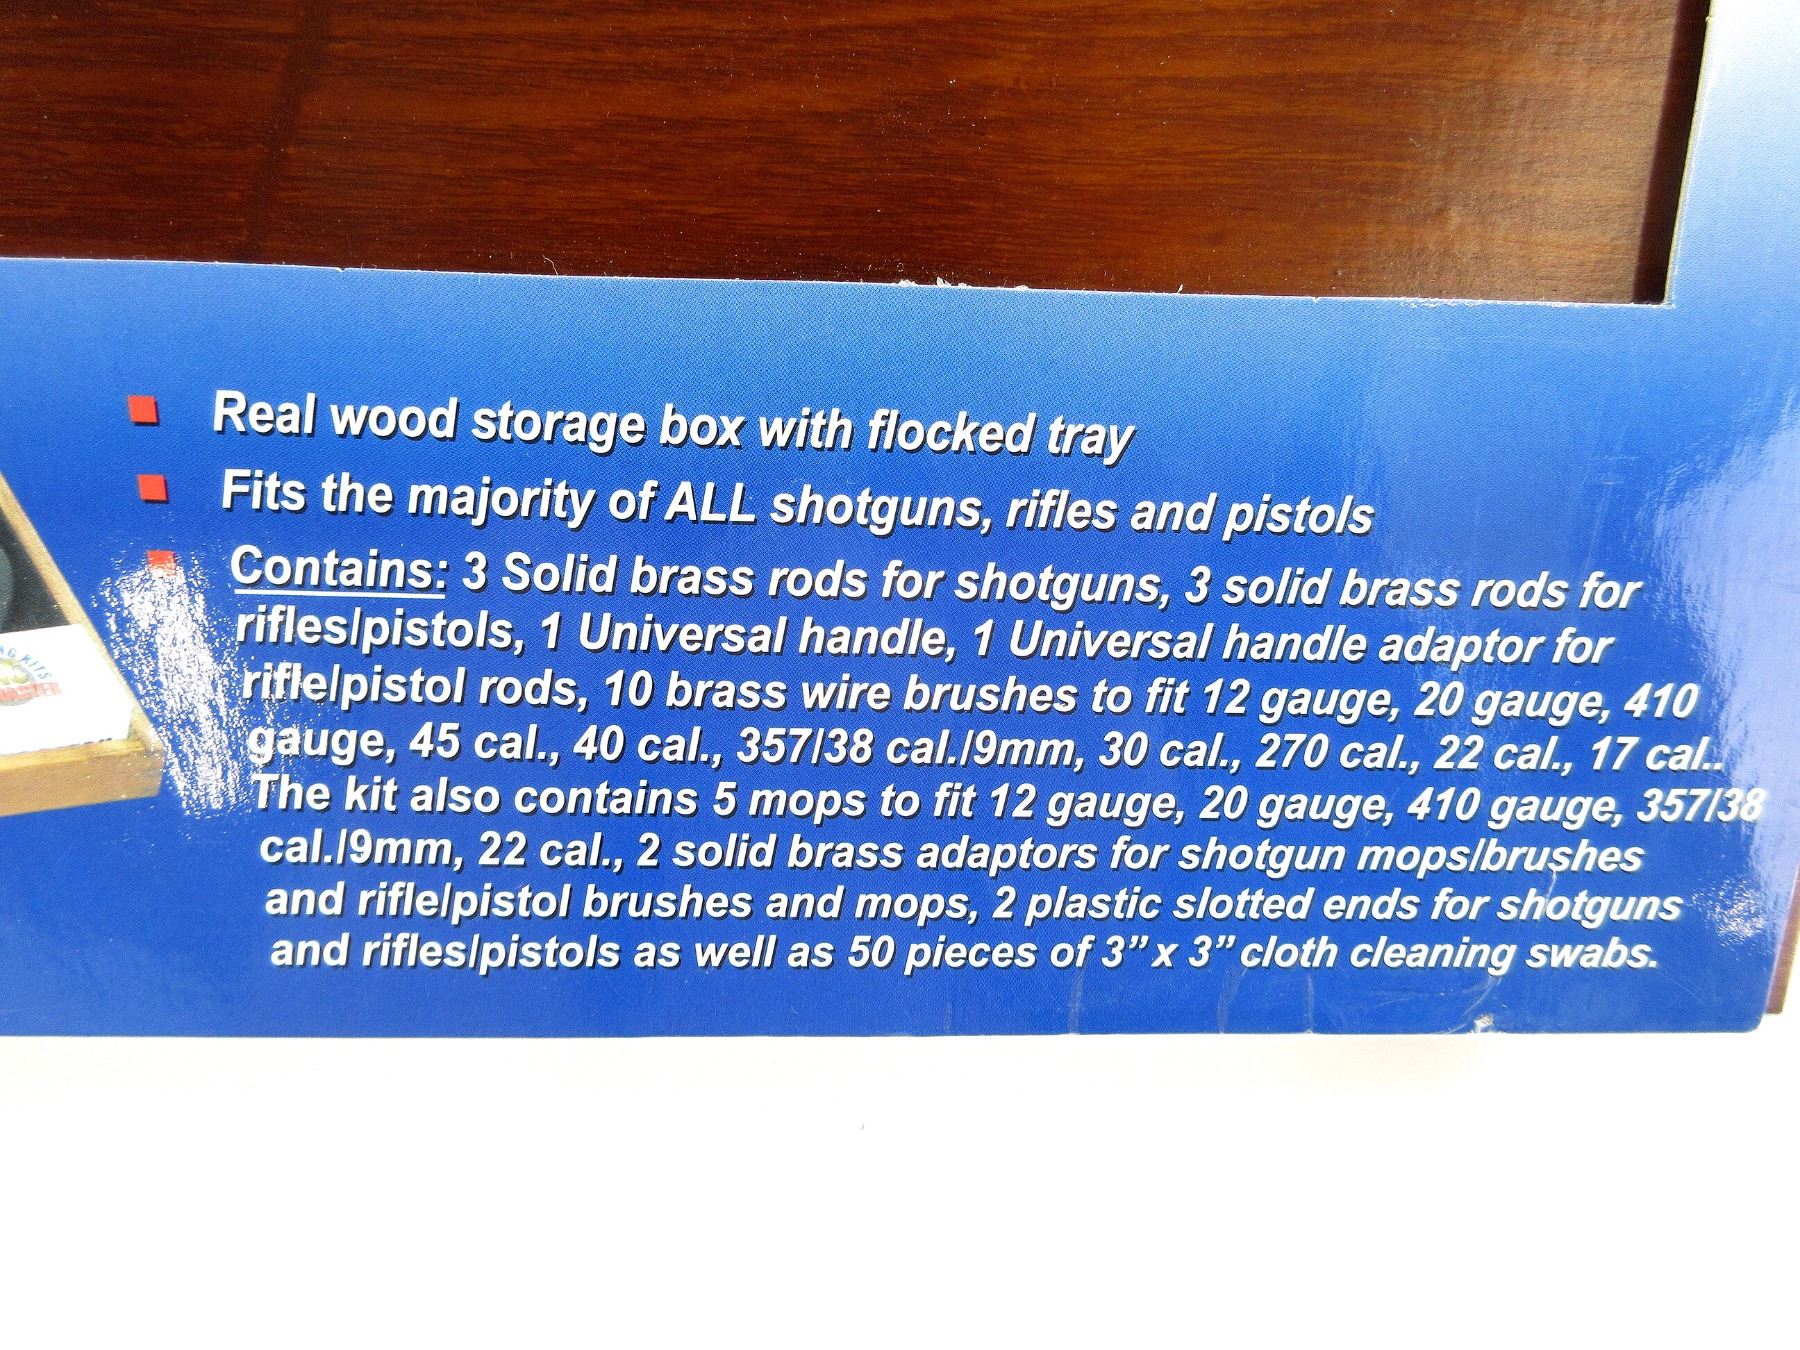 Real wood storage box with flocked tray
Fits the majority of ALL shotguns, rifles and pistols
Contains: 3 Solid brass rods for shotguns, 3 solid brass rods for
rifles/pistols, 1 Universal handle, 1 Universal handle adaptor for
rifle/pistol rods, 10 brass wire brushes to fit 12 gauge, 20 gauge, 410
gauge, 45 cal., 40 cal., 357/38 cal./9mm, 30 cal., 270 cal., 22 cal., 17 cal..
The kit also contains 5 mops to fit 12 gauge, 20 gauge, 410 gauge, 357/38
cal./9mm, 22 cal., 2 solid brass adaptors for shotgun mops/brushes
and rifle/pistol brushes and mops, 2 plastic slotted ends for shotguns
and rifles/pistols as well as 50 pieces of 3” x 3” cloth cleaning swabs.